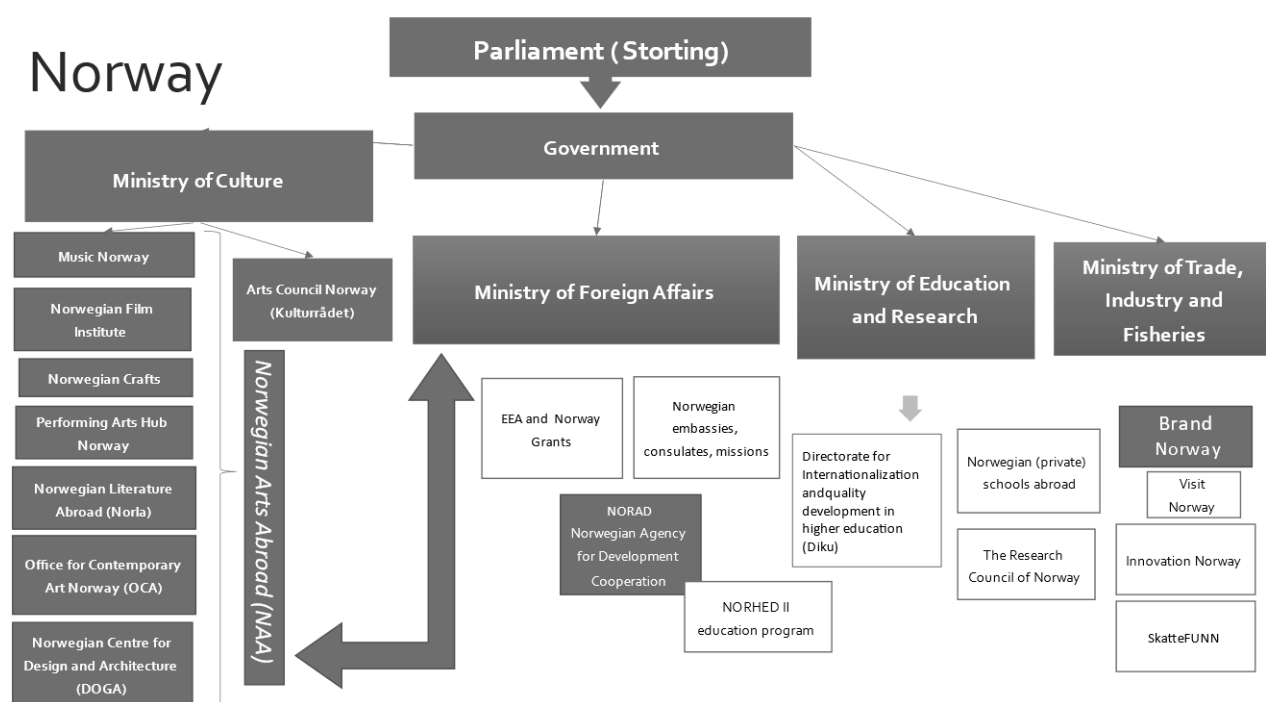 Norway
Parliament ( Storting)
Government
Ministry of Culture
Music Norway
Norwegian Film
Institute
Norwegian Crafts
Performing Arts Hub
Norway
Norwegian Literature
Abroad (Norla)
Office for Contemporary
Art Norway (OCA)
Norwegian Centre for
Design and Architecture
(DOGA)
Arts Council Norway
(Kulturrådet)
Norwegian Arts Abroad (NAA)
Ministry of Foreign Affairs
EEA and Norway
Grants
Norwegian
embassies,
consulates, missions
NORAD
Norwegian Agency
for Development
Cooperation
NORHED II
education program
Ministry of Education
and Research
Directorate for
Internationalization
andquality
development in
higher education
(Diku)
Norwegian (private)
schools abroad
The Research
Council of Norway
Ministry of Trade,
Industry and
Fisheries
Brand
Norway
Visit
Norway
Innovation Norway
SkatteFUNN